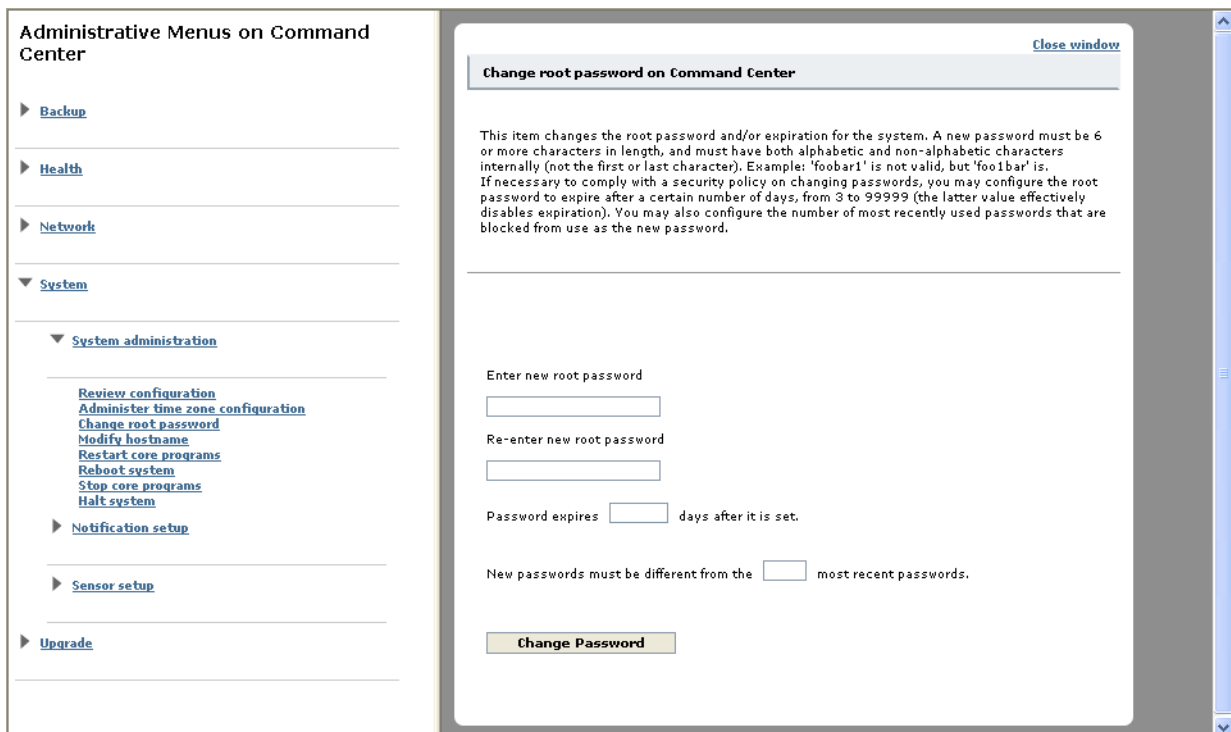 Administrative Menus on Command
Center
Backup
Health
Network
System
System administration
Review configuration
Administer time zone configuration
Change root password
Modify hostname
Restart core programs
Reboot system
Stop core programs
Halt system
Notification setup
Sensor setup
Upgrade
Close window
Change root password on Command Center
This item changes the root password and/or expiration for the system. A new password must be 6
or more characters in length, and must have both alphabetic and non-alphabetic characters
internally (not the first or last character). Example: 'foobar1' is not valid, but 'foo1bar' is.
If necessary to comply with a security policy on changing passwords, you may configure the root
password to expire after a certain number of days, from 3 to 99999 (the latter value effectively
disables expiration). You may also configure the number of most recently used passwords that are
blocked from use as the new password.
Enter new root password
Re-enter new root password
Password expires days after it is set.
New passwords must be different from the most recent passwords.
Change Password